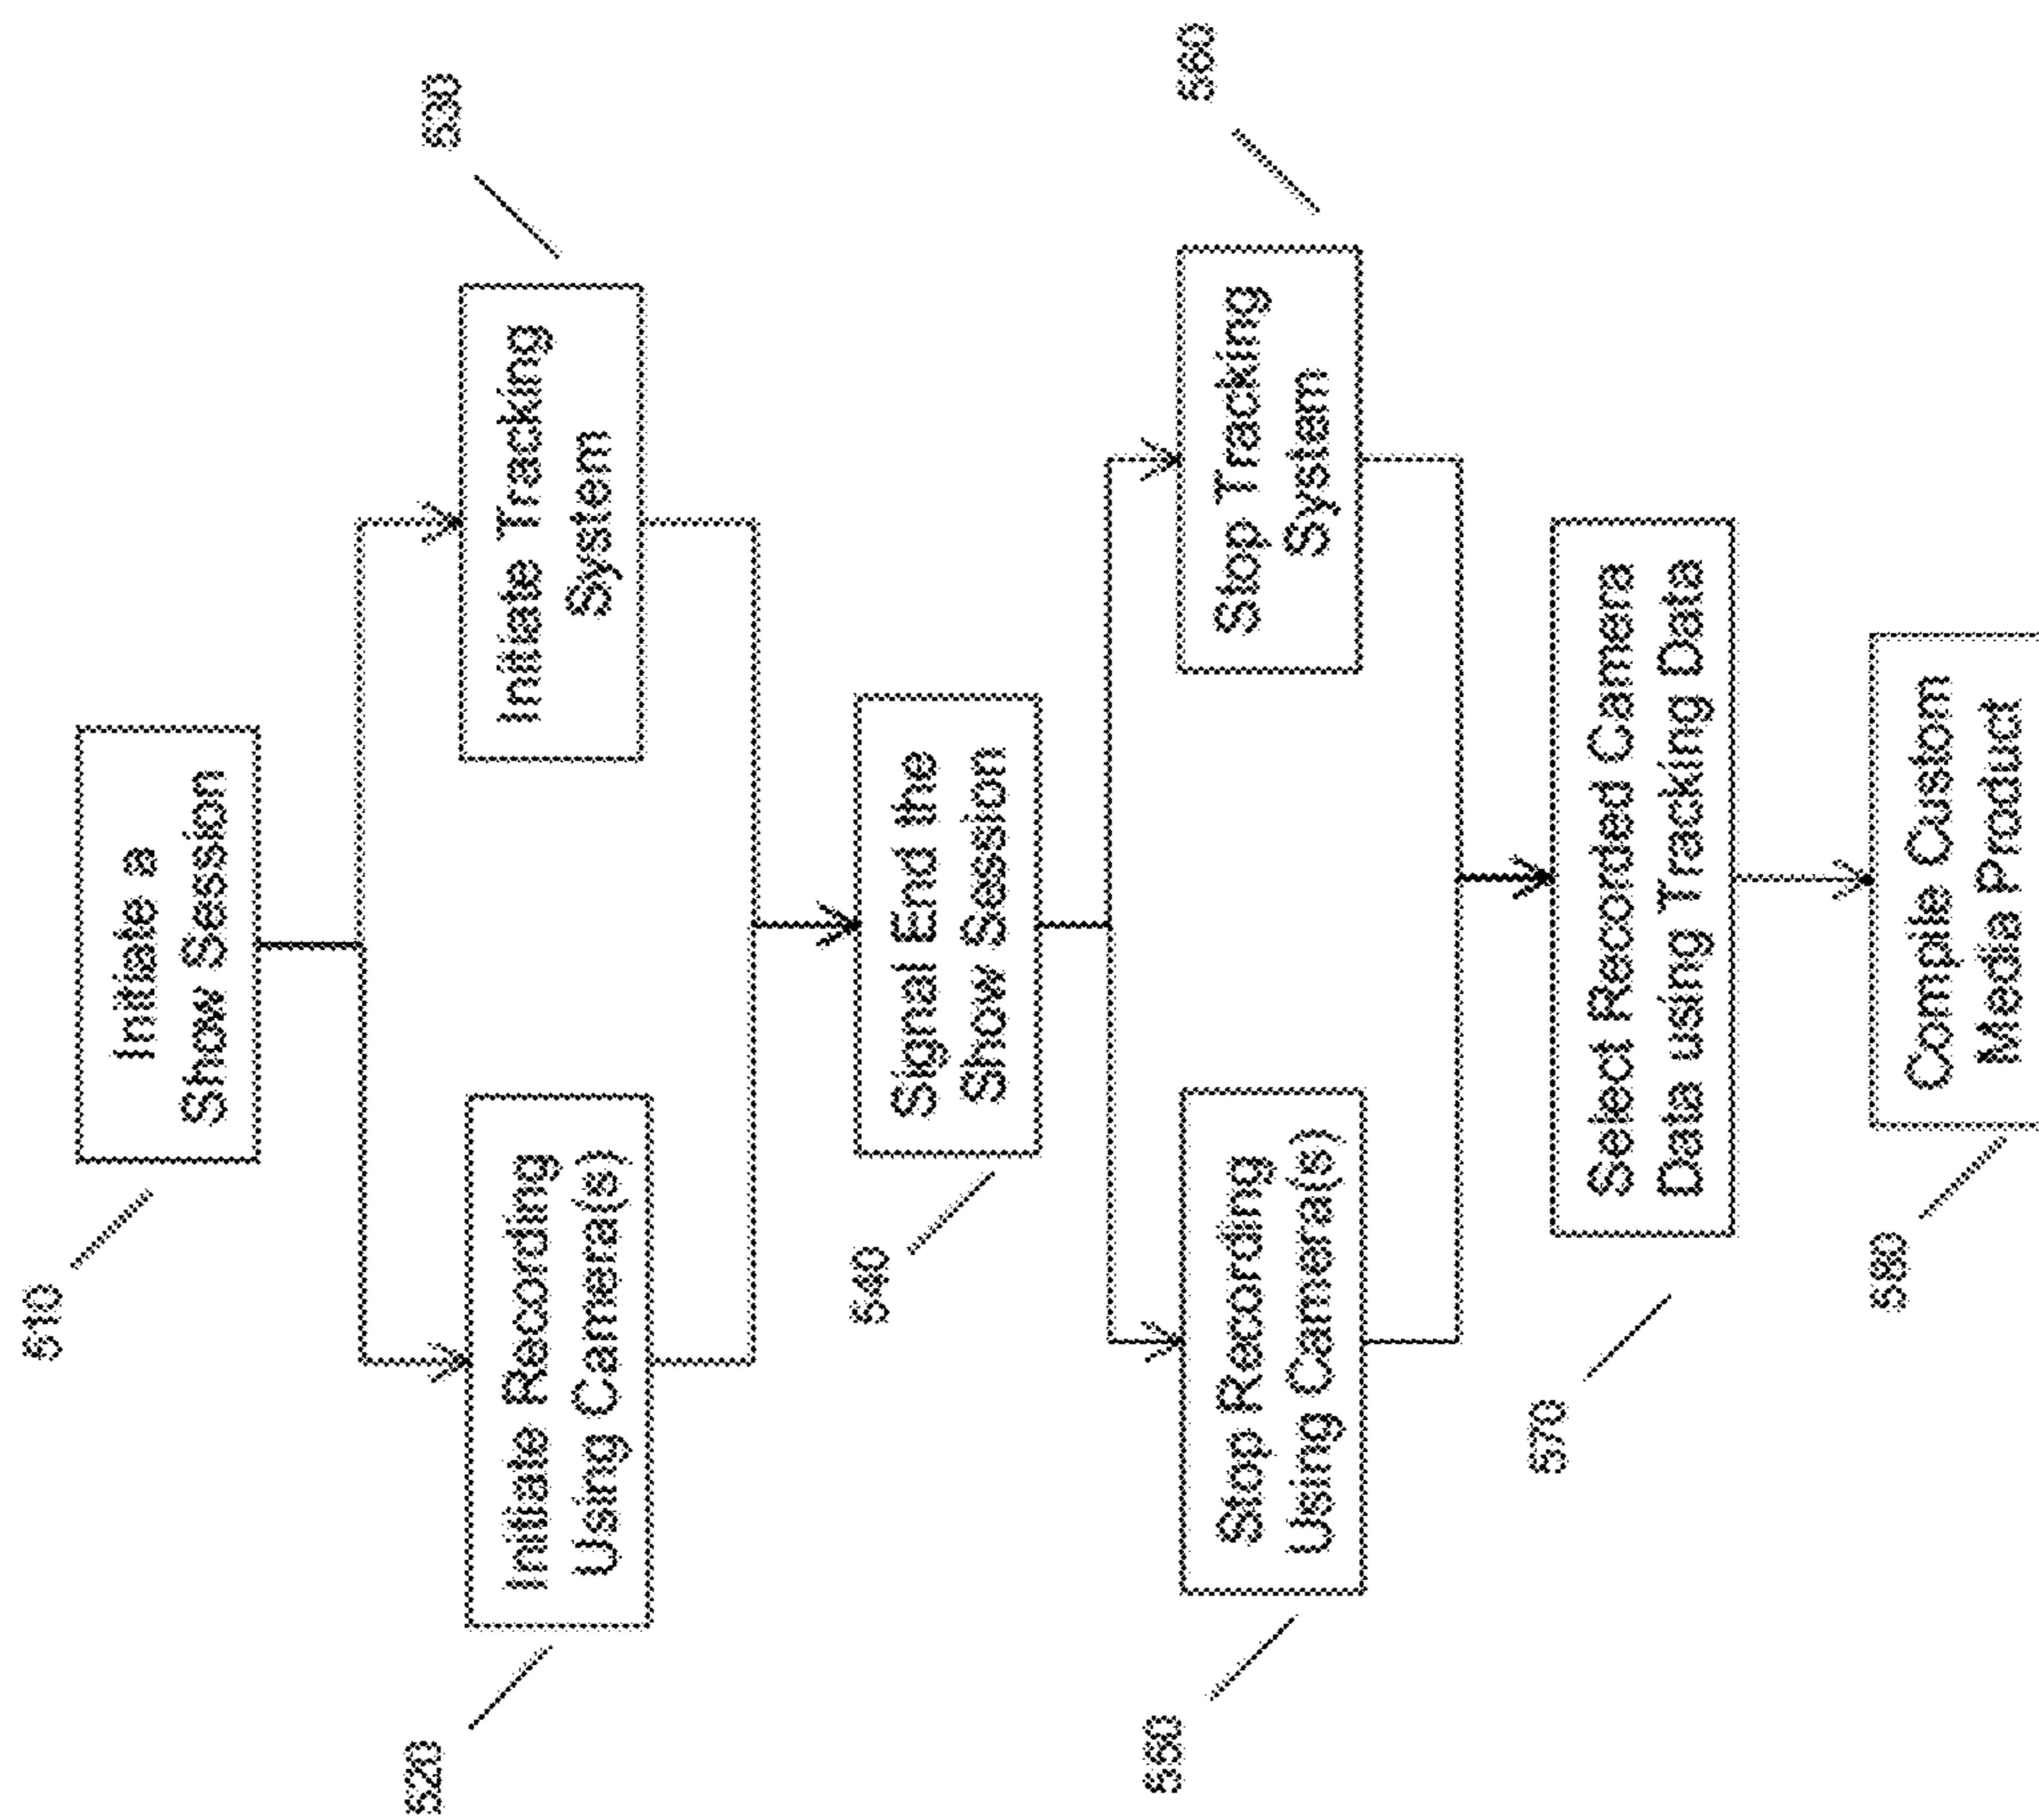 510
Initiate a
Show Session
520
Initiate Recording
Using Camera(s)
530
Initiate Tracking
System
540
Signal End the
Show Session
550
Stop Recording
Using Camera(s)
560
Stop Tracking
System
570
Select Recorded Camera
Data using Tracking Data
580
Compile Custom
Media Product